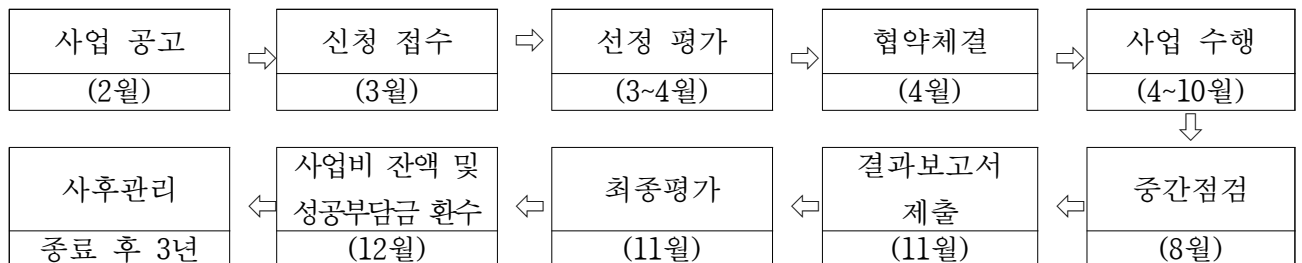 사업 공고
(2월)
신청 접수
(3월)
선정 평가
(3~4월)
협약체결
(4월)
사업 수행
(4~10월)
중간점검
(8월)
결과보고서
제출
(11월)
최종평가
(11월)
사업비 잔액 및
성공부담금 환수
(12월)
사후관리
종료 후 3년